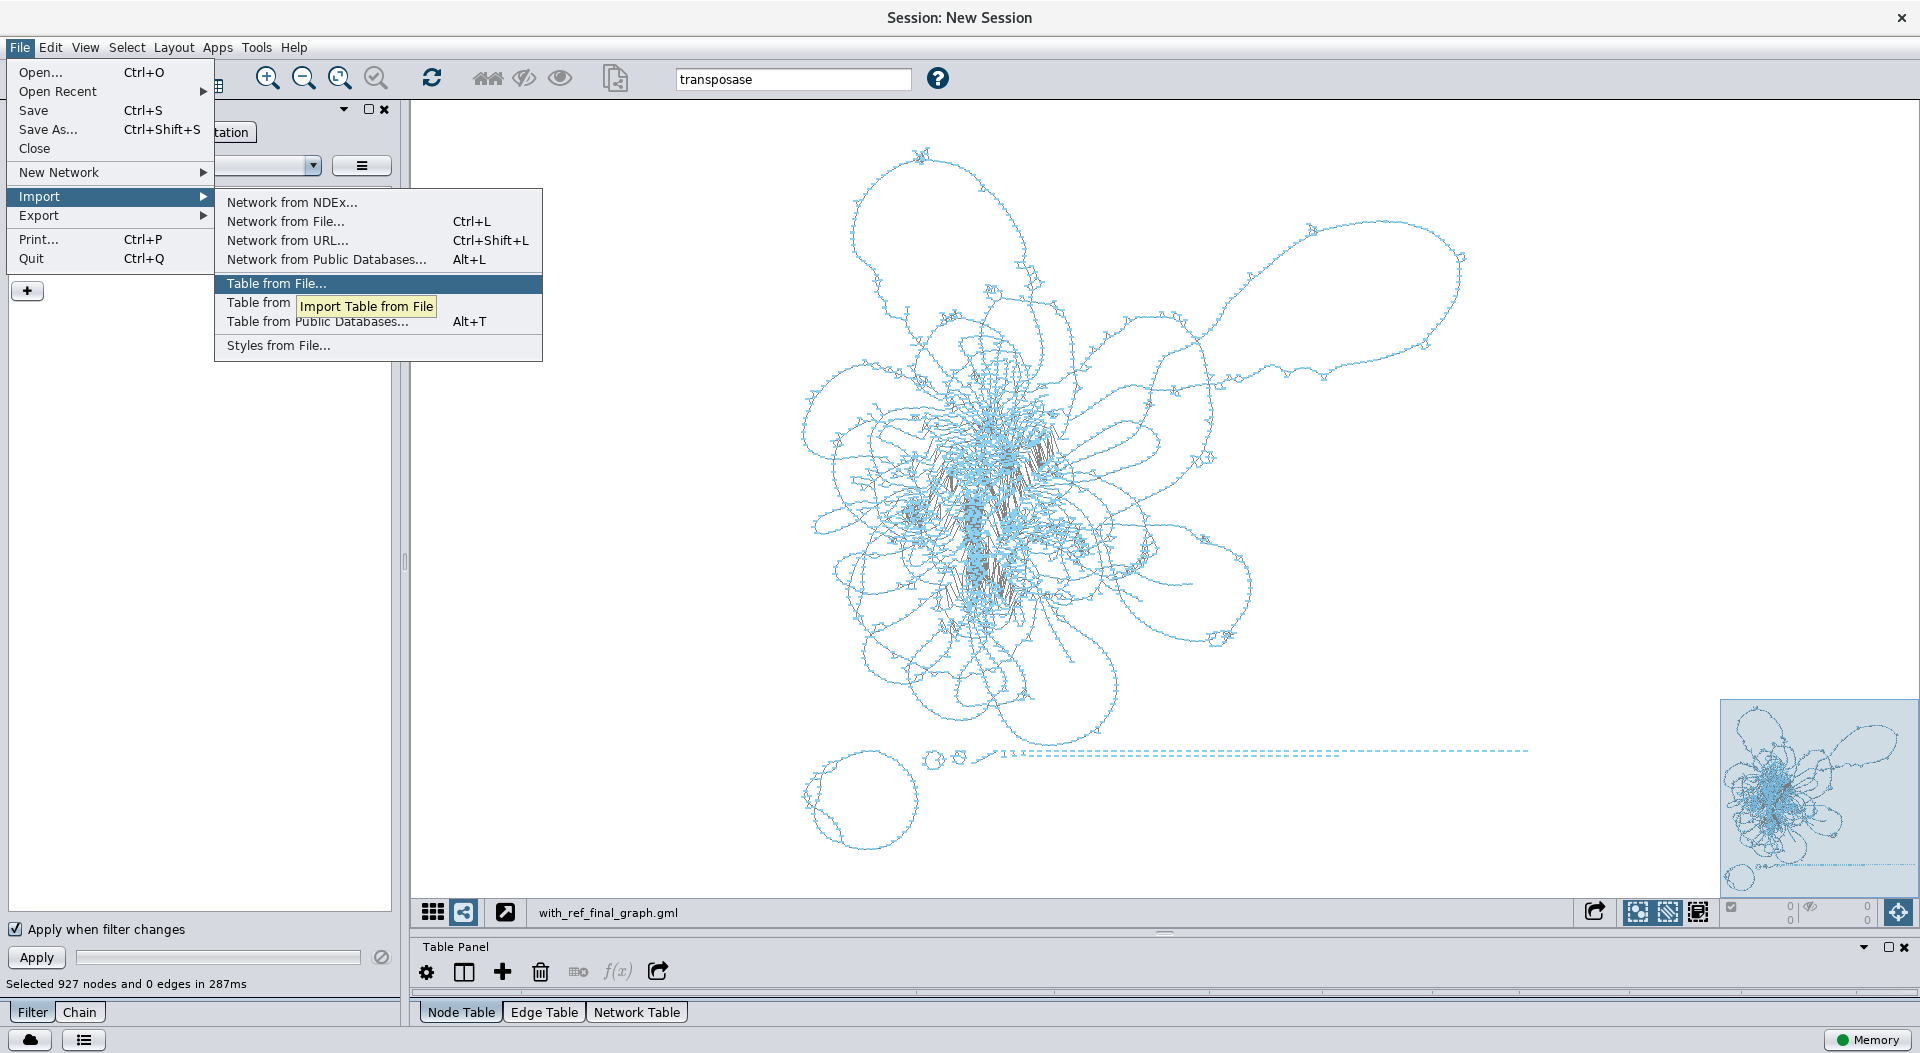 Session: New Session
File Edit View Select Layout Apps Tools Help
Open... Ctrl+O
Open Recent
Save Ctrl+S
Save As... Ctrl+Shift+S
Close
New Network
Import
Export
Print... Ctrl+P
Quit Ctrl+Q
transposase
tation
Network from NDEx...
Network from File... Ctrl+L
Network from URL... Ctrl+Shift+L
Network from Public Databases... Alt+L
Table from File...
Table from
Import Table from File
Table from Public Databases... Alt+T
Styles from File...
Apply when filter changes
Apply
Selected 927 nodes and 0 edges in 287ms
Filter Chain
with_ref_final_graph.gml
0 0
0 0
Table Panel
f(x)
Node Table Edge Table Network Table
Memory